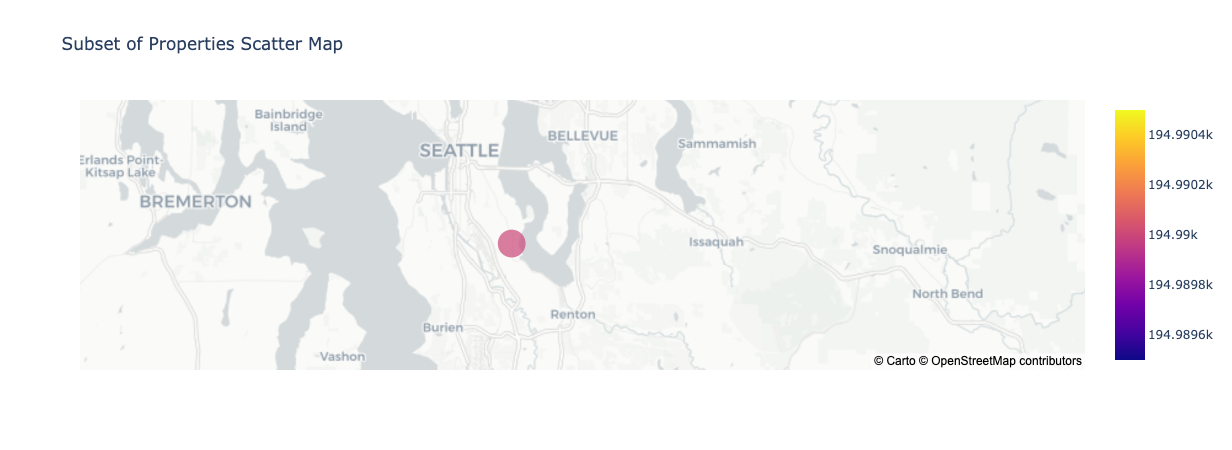 Subset of Properties Scatter Map
Bainbridge
Island
BELLEVUE
SEATTLE
Sammamish
Erlands Point-
Kitsap Lake
BREMERTON
Issaquah
Snoqualmie
North Bend
Renton
Burien
Vashon
© Carto © OpenStreetMap contributors
194.9904k
194.9902k
194.99k
194.9898k
194.9896k